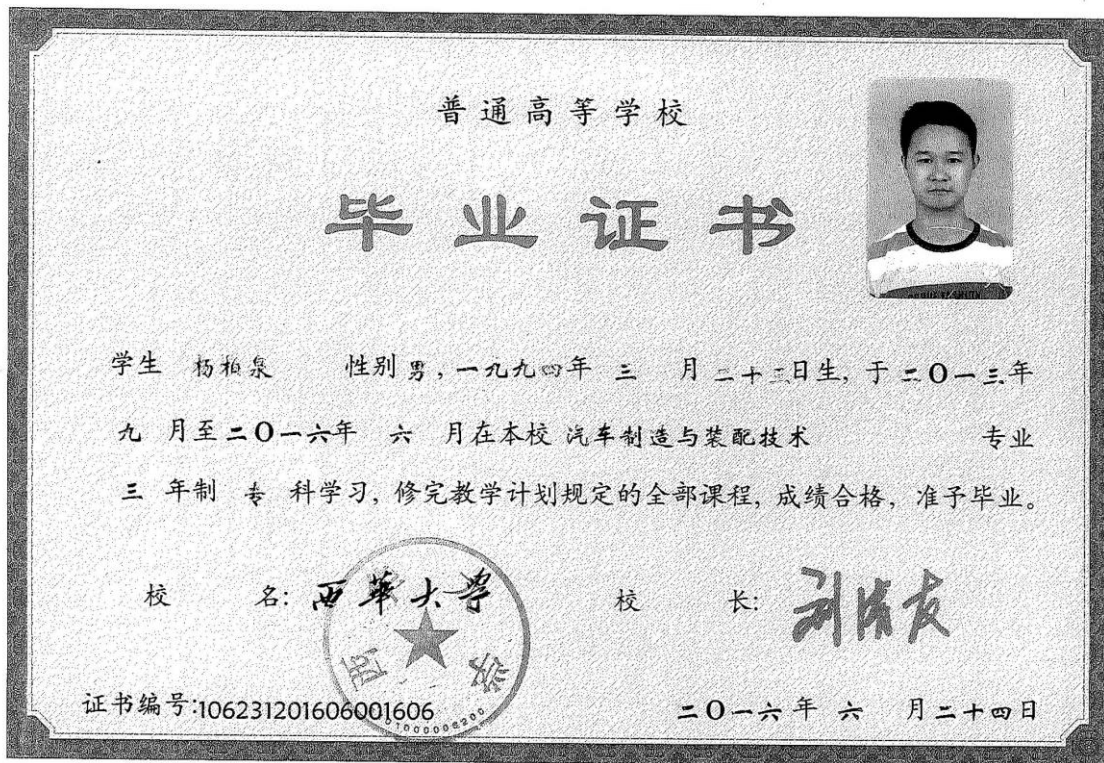 普通高等学校
毕业证书
学生 杨柏泉 性别 男, 一九九四年 三 月 二十三日生, 于二〇一三年
九 月至二〇一六年 六 月在本校 汽车制造与装配技术 专业
三 年制 专 科学习, 修完教学计划规定的全部课程, 成绩合格, 准予毕业。
校 名: 西华大学 校 长: 刘清友
证书编号:106231201606001606 二〇一六年 六 月二十四日